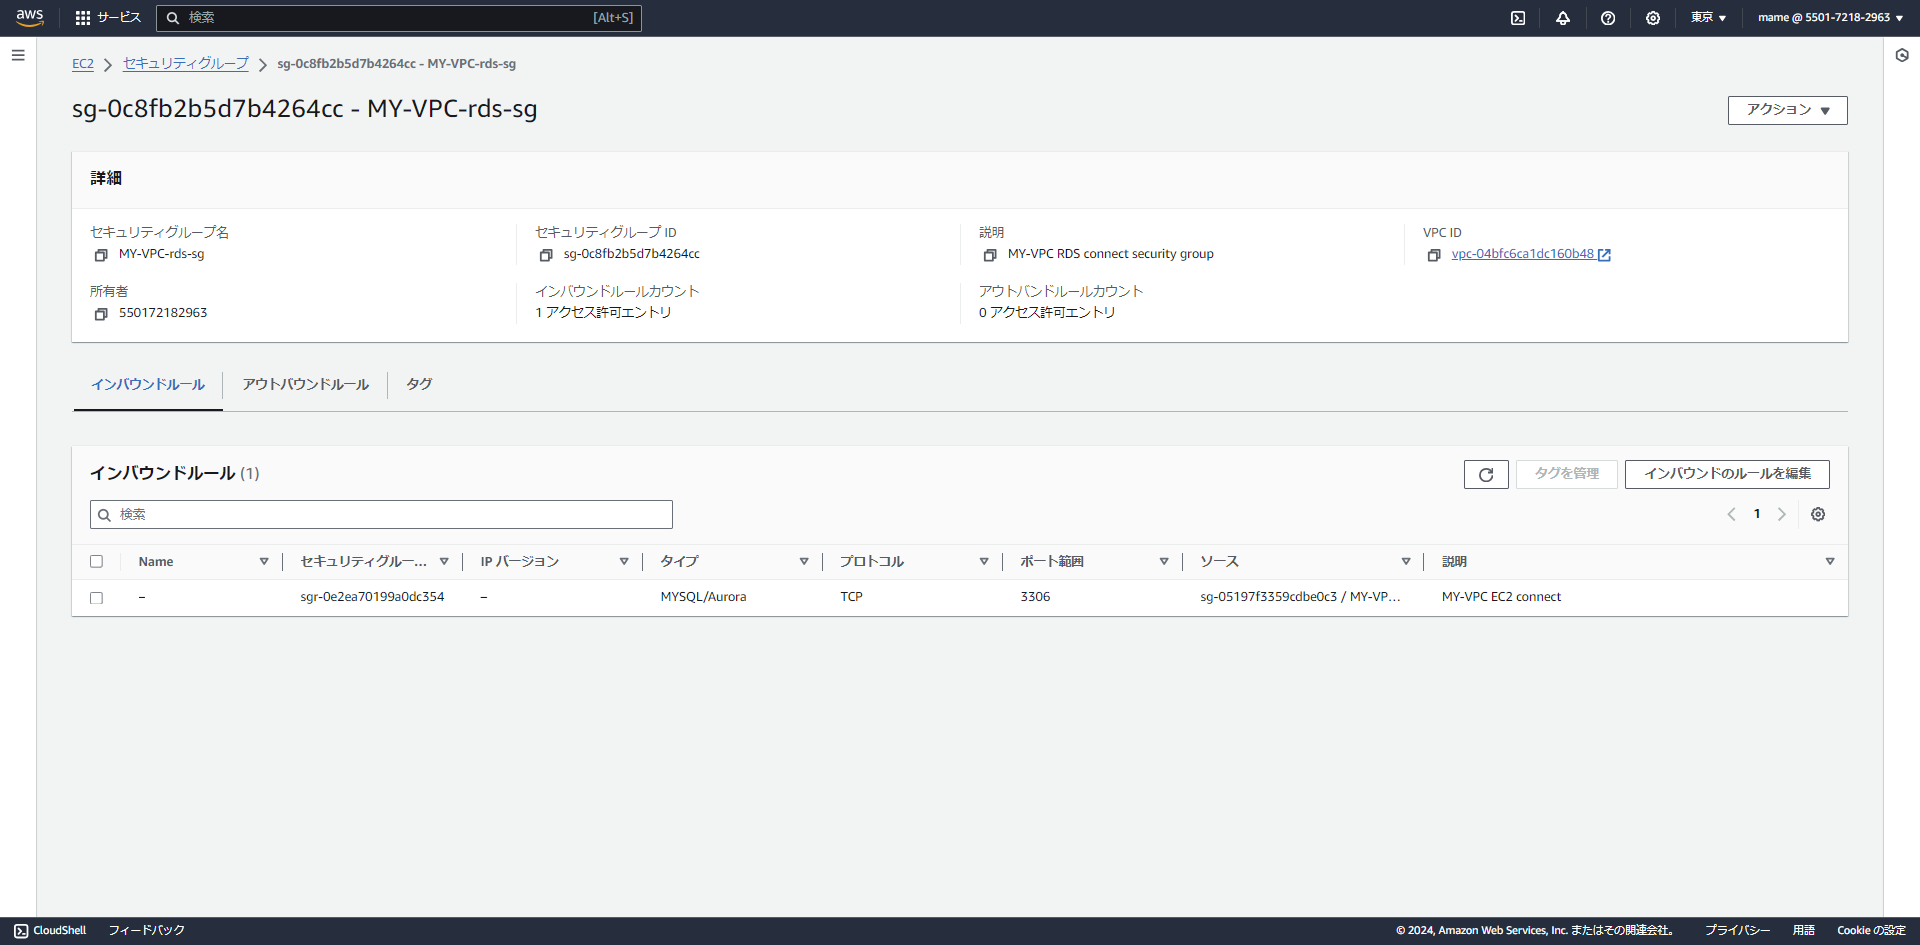 aws サービス 検索 [Alt+S] 東京 ▼ mame @ 5501-7218-2963 ▼
EC2 > セキュリティグループ > sg-0c8fb2b5d7b4264cc - MY-VPC-rds-sg
sg-0c8fb2b5d7b4264cc - MY-VPC-rds-sg
アクション ▼
詳細
セキュリティグループ名 セキュリティグループ ID 説明 VPC ID
MY-VPC-rds-sg sg-0c8fb2b5d7b4264cc MY-VPC RDS connect security group vpc-04bfc6ca1dc160b48
所有者 インバウンドルールカウント アウトバンドルールカウント
550172182963 1 アクセス許可エントリ 0 アクセス許可エントリ
インバウンドルール アウトバウンドルール タグ
インバウンドルール (1) タグを管理 インバウンドのルールを編集
検索 1
Name セキュリティグルー... IP バージョン タイプ プロトコル ポート範囲 ソース 説明
– sgr-0e2ea70199a0dc354 – MYSQL/Aurora TCP 3306 sg-05197f3359cdbe0c3 / MY-VP... MY-VPC EC2 connect
CloudShell フィードバック © 2024, Amazon Web Services, Inc. またはその関連会社。 プライバシー 用語 Cookie の設定